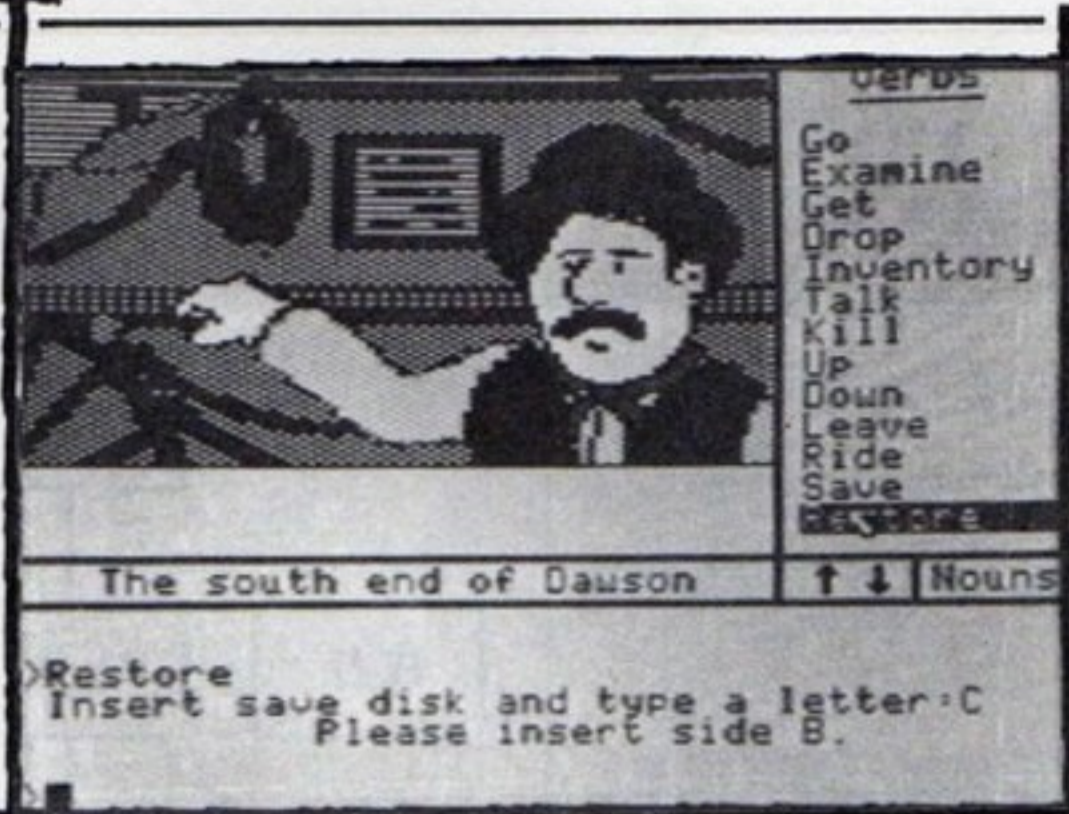 Verbs
Go
Examine
Get
Drop
Inventory
Talk
Kill
Up
Down
Leave
Ride
Save
Restore
The south end of Dawson
↑ ↓ Nouns
>Restore
Insert save disk and type a letter:C
Please insert side B.
>